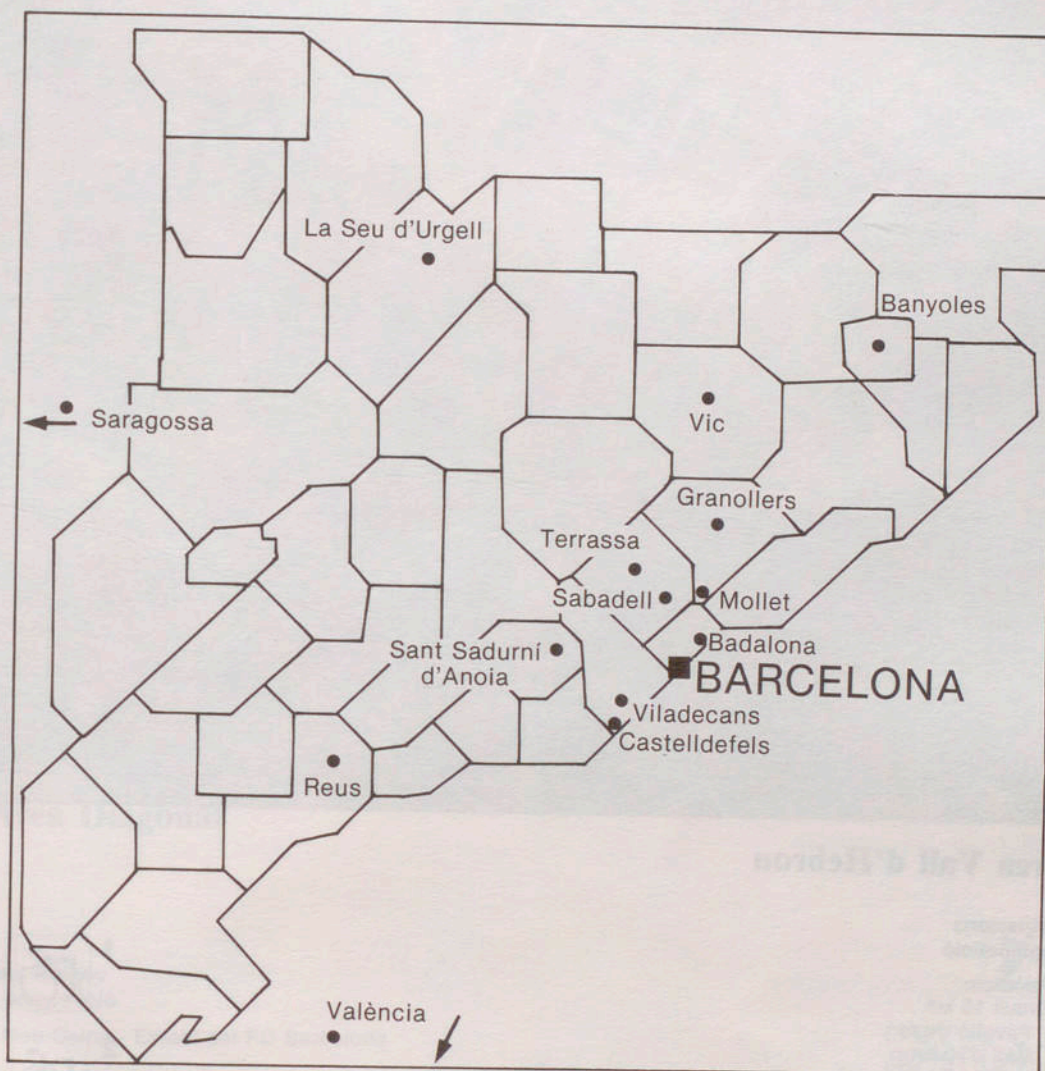 La Seu d'Urgell
Banyoles
Saragossa
Vic
Granollers
Terrassa
Sabadell
Mollet
Badalona
Sant Sadurní
d'Anoia
BARCELONA
Viladecans
Castelldefels
Reus
València